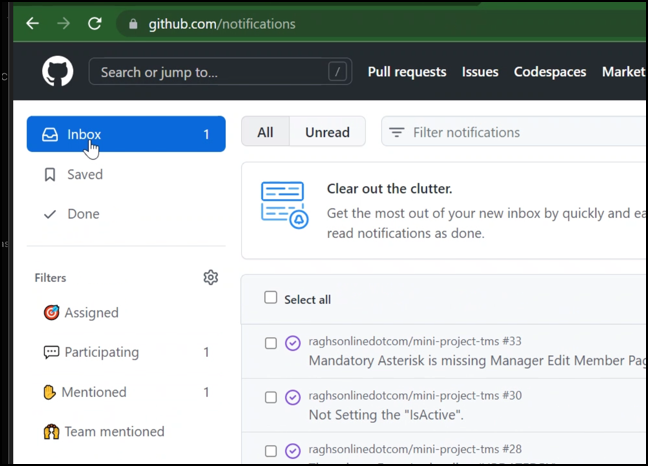 github.com/notifications
Search or jump to... /
Pull requests Issues Codespaces Market
Inbox 1
Saved
Done
Filters
Assigned
Participating 1
Mentioned 1
Team mentioned
All Unread
Filter notifications
Clear out the clutter.
Get the most out of your new inbox by quickly and ea
read notifications as done.
Select all
raghsonlinedotcom/mini-project-tms #33
Mandatory Asterisk is missing Manager Edit Member Pag
raghsonlinedotcom/mini-project-tms #30
Not Setting the "IsActive".
raghsonlinedotcom/mini-project-tms #28